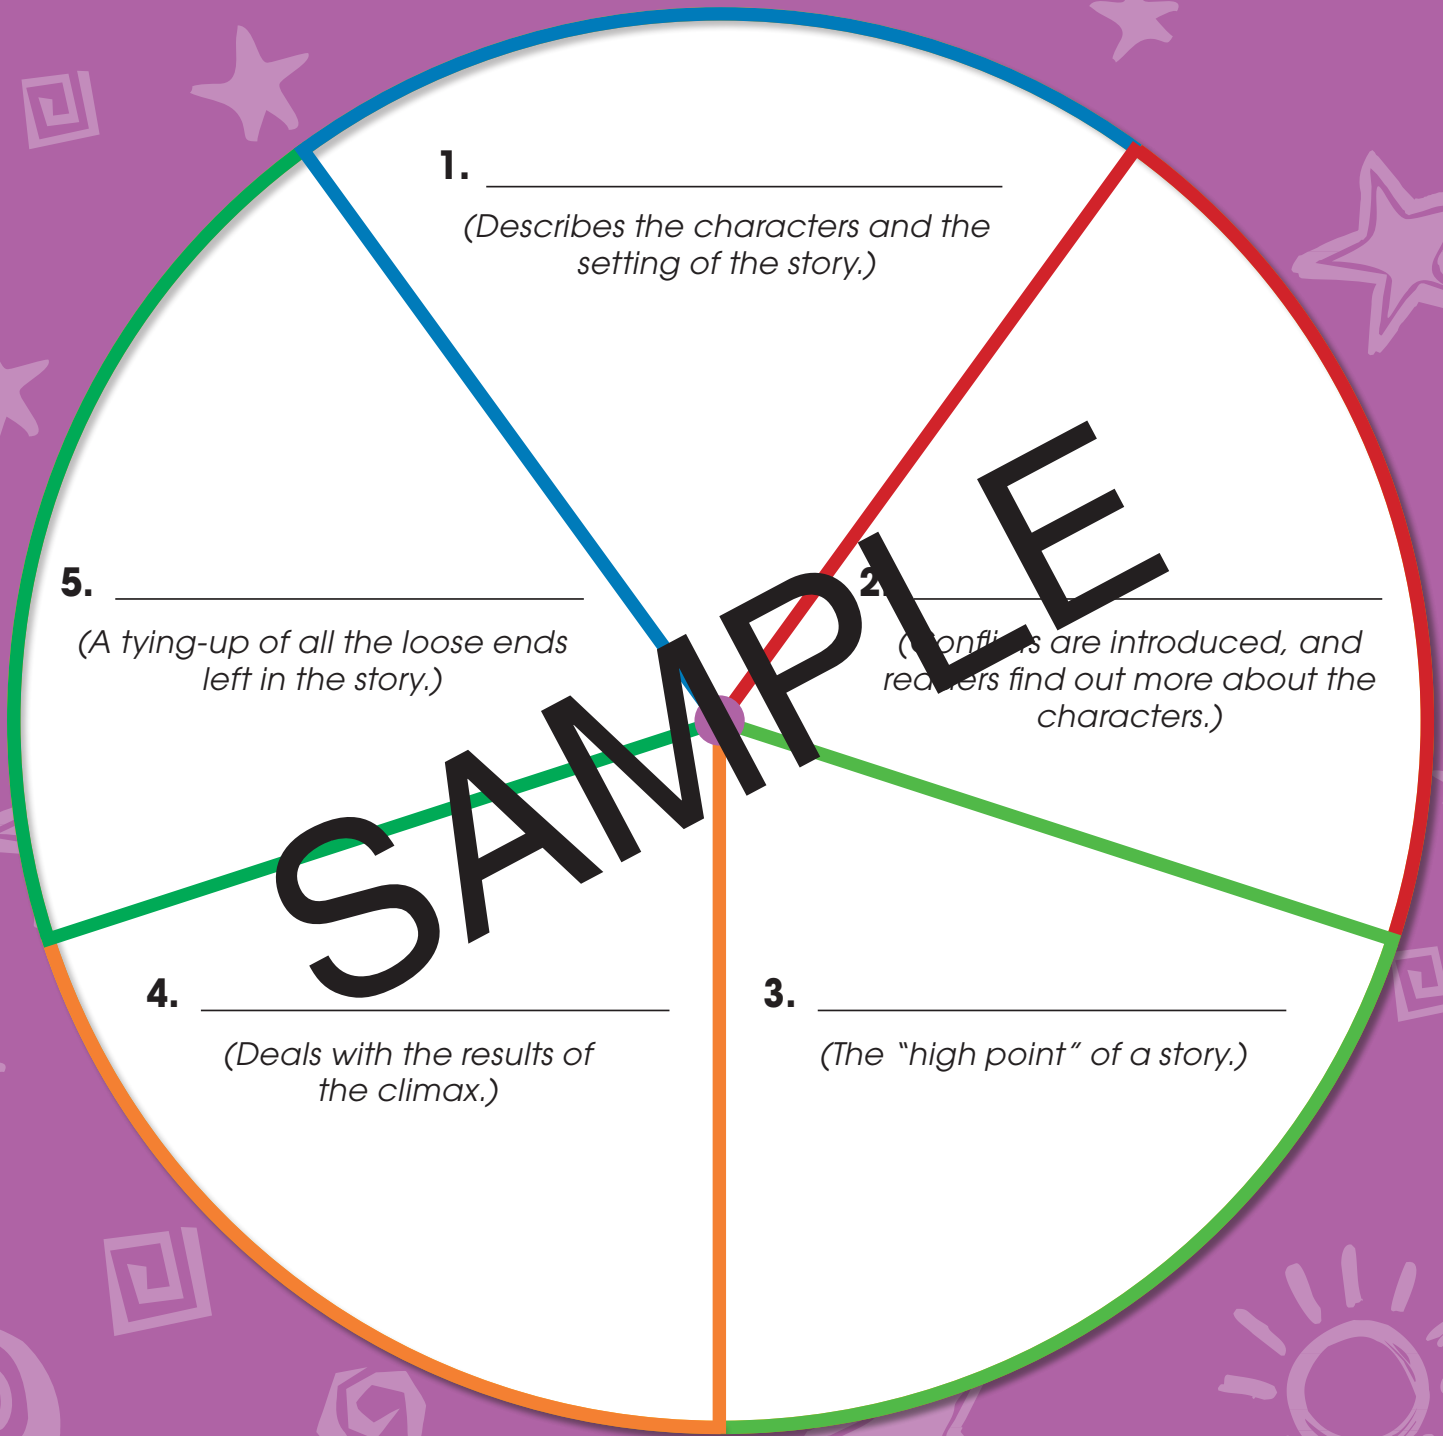 1.
(Describes the characters and the
setting of the story.)
2.
(Conflicts are introduced, and
readers find out more about the
characters.)
3.
(The “high point” of a story.)
4.
(Deals with the results of
the climax.)
5.
(A tying-up of all the loose ends
left in the story.)
SAMPLE